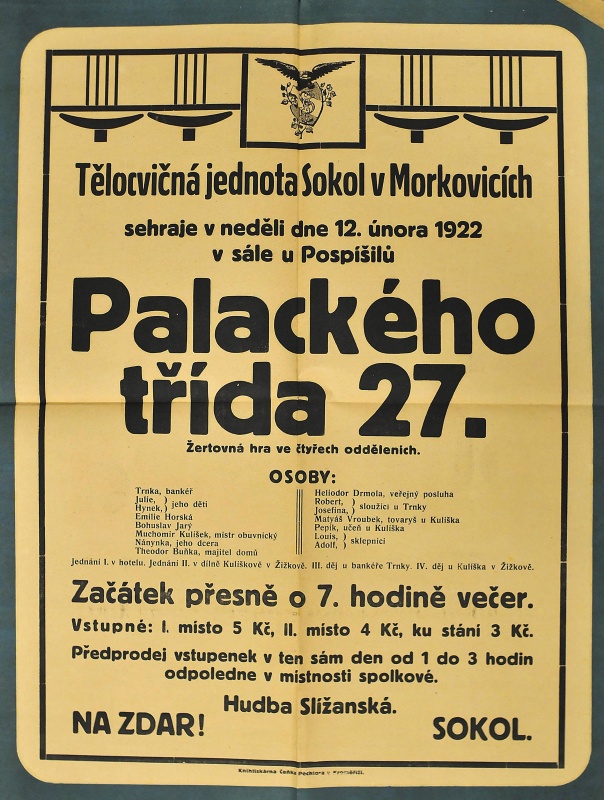 Tělocvičná jednota Sokol v Morkovicích
sehraje v neděli dne 12. února 1922
v sále u Pospíšilů
Palackého
třída 27.
Žertovná hra ve čtyřech odděleních.
OSOBY:
Trnka, bankéř
Julie, ) jeho děti
Hynek, )
Emilie Horská
Bohuslav Jarý
Muchomír Kulíšek, mistr obuvnický
Nánynka, jeho dcera
Theodor Buňka, majitel domů
Heliodor Drmola, veřejný posluha
Robert, ) sloužící u Trnky
Josefina, )
Matyáš Vroubek, tovaryš u Kulíška
Pepík, učeň u Kulíška
Louis, ) sklepníci
Adolf, )
Jednání I. v hotelu. Jednání II. v dílně Kulíškově v Žižkově. III. děj u bankéře Trnky. IV. děj u Kulíška v Žižkově.
Začátek přesně o 7. hodině večer.
Vstupné: I. místo 5 Kč, II. místo 4 Kč, ku stání 3 Kč.
Předprodej vstupenek v ten sám den od 1 do 3 hodin
odpoledne v místnosti spolkové.
Hudba Slížanská.
NA ZDAR!
SOKOL.
Knihtiskárna Čeňka Pechlová v Kroměříži.